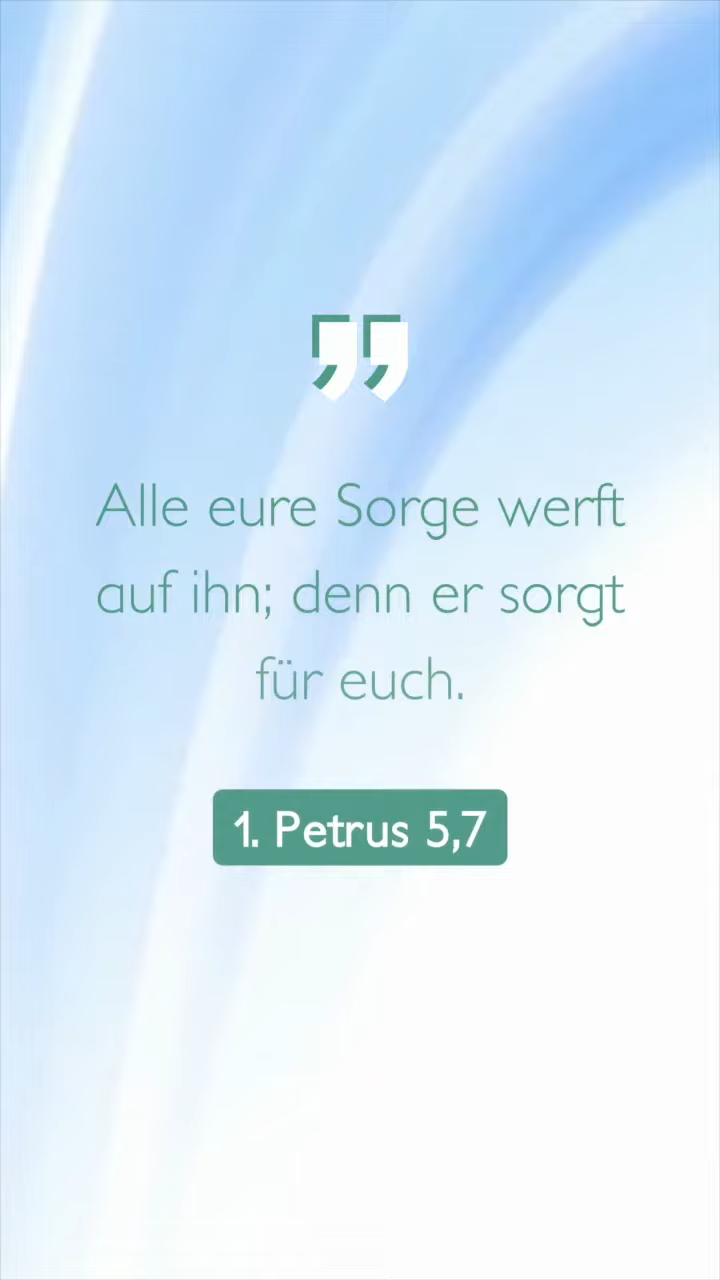 Alle eure Sorge werft
auf ihn; denn er sorgt
für euch.
1. Petrus 5,7